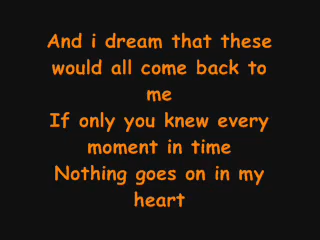 And i dream that these
would all come back to
me
If only you knew every
moment in time
Nothing goes on in my
heart